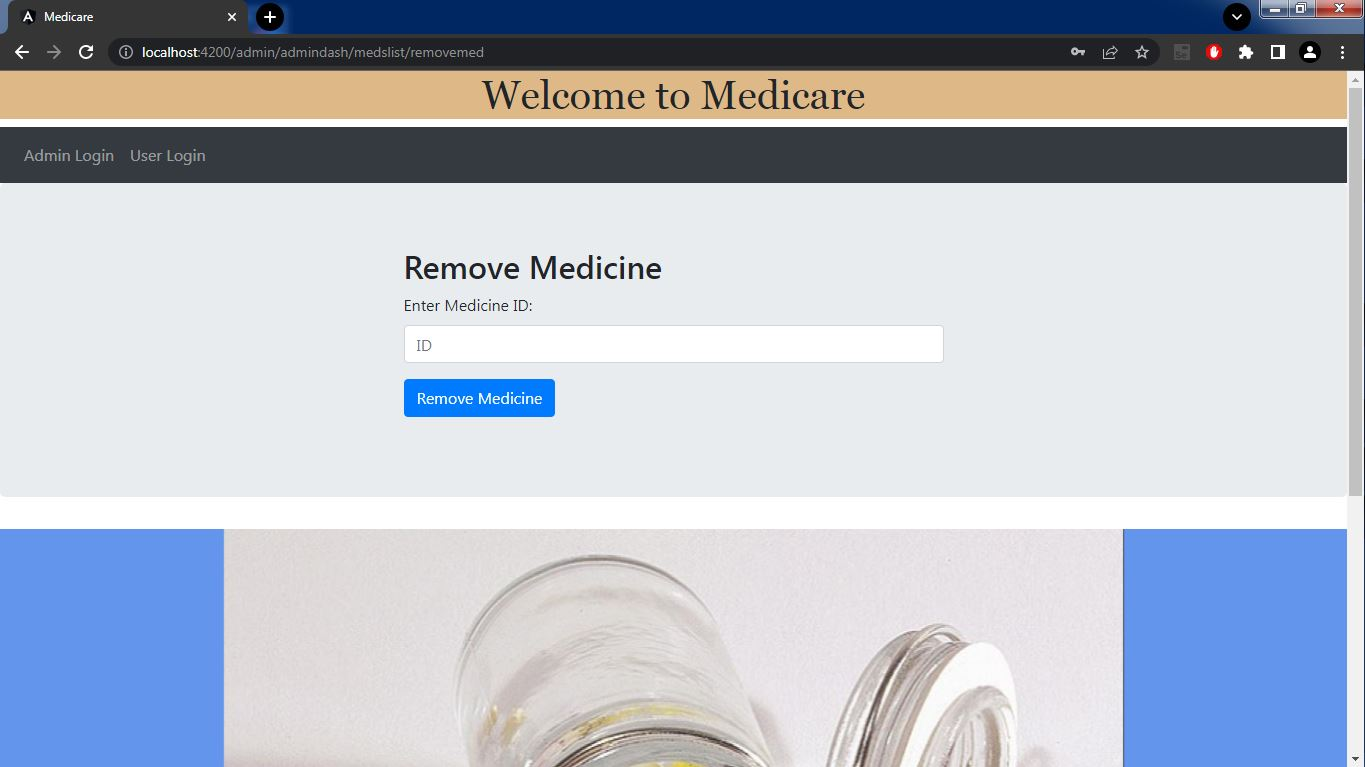 Medicare
localhost:4200/admin/admindash/medslist/removemed
Welcome to Medicare
Admin Login User Login
Remove Medicine
Enter Medicine ID:
ID
Remove Medicine